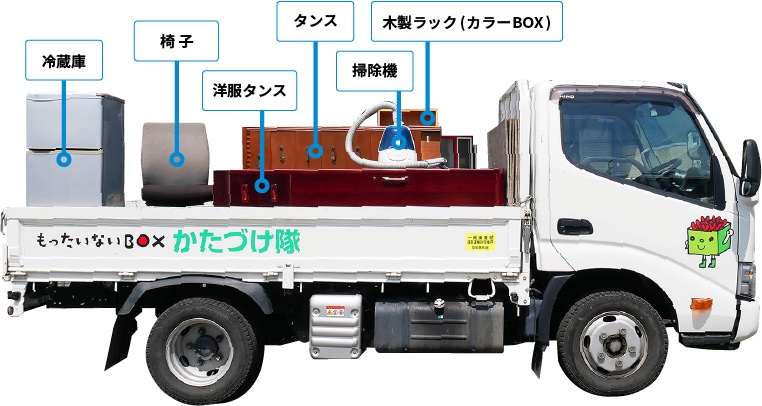 冷蔵庫
椅子
洋服タンス
タンス
掃除機
木製ラック(カラーBOX)
HINO
もったいないBOX かたづけ隊